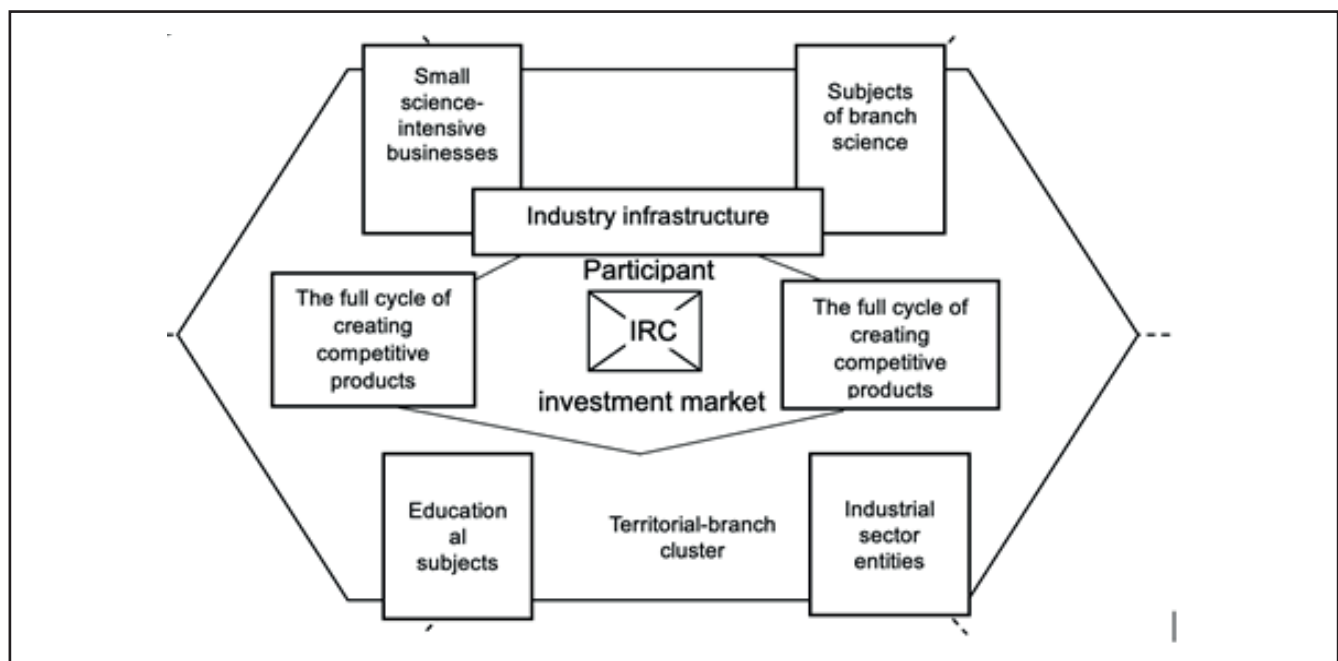 Small
science-
intensive
businesses
Subjects
of branch
science
Industry infrastructure
Participant
The full cycle of
creating
competitive
products
IRC
The full cycle of
creating
competitive
products
investment market
Education
al
subjects
Territorial-branch
cluster
Industrial
sector
entities